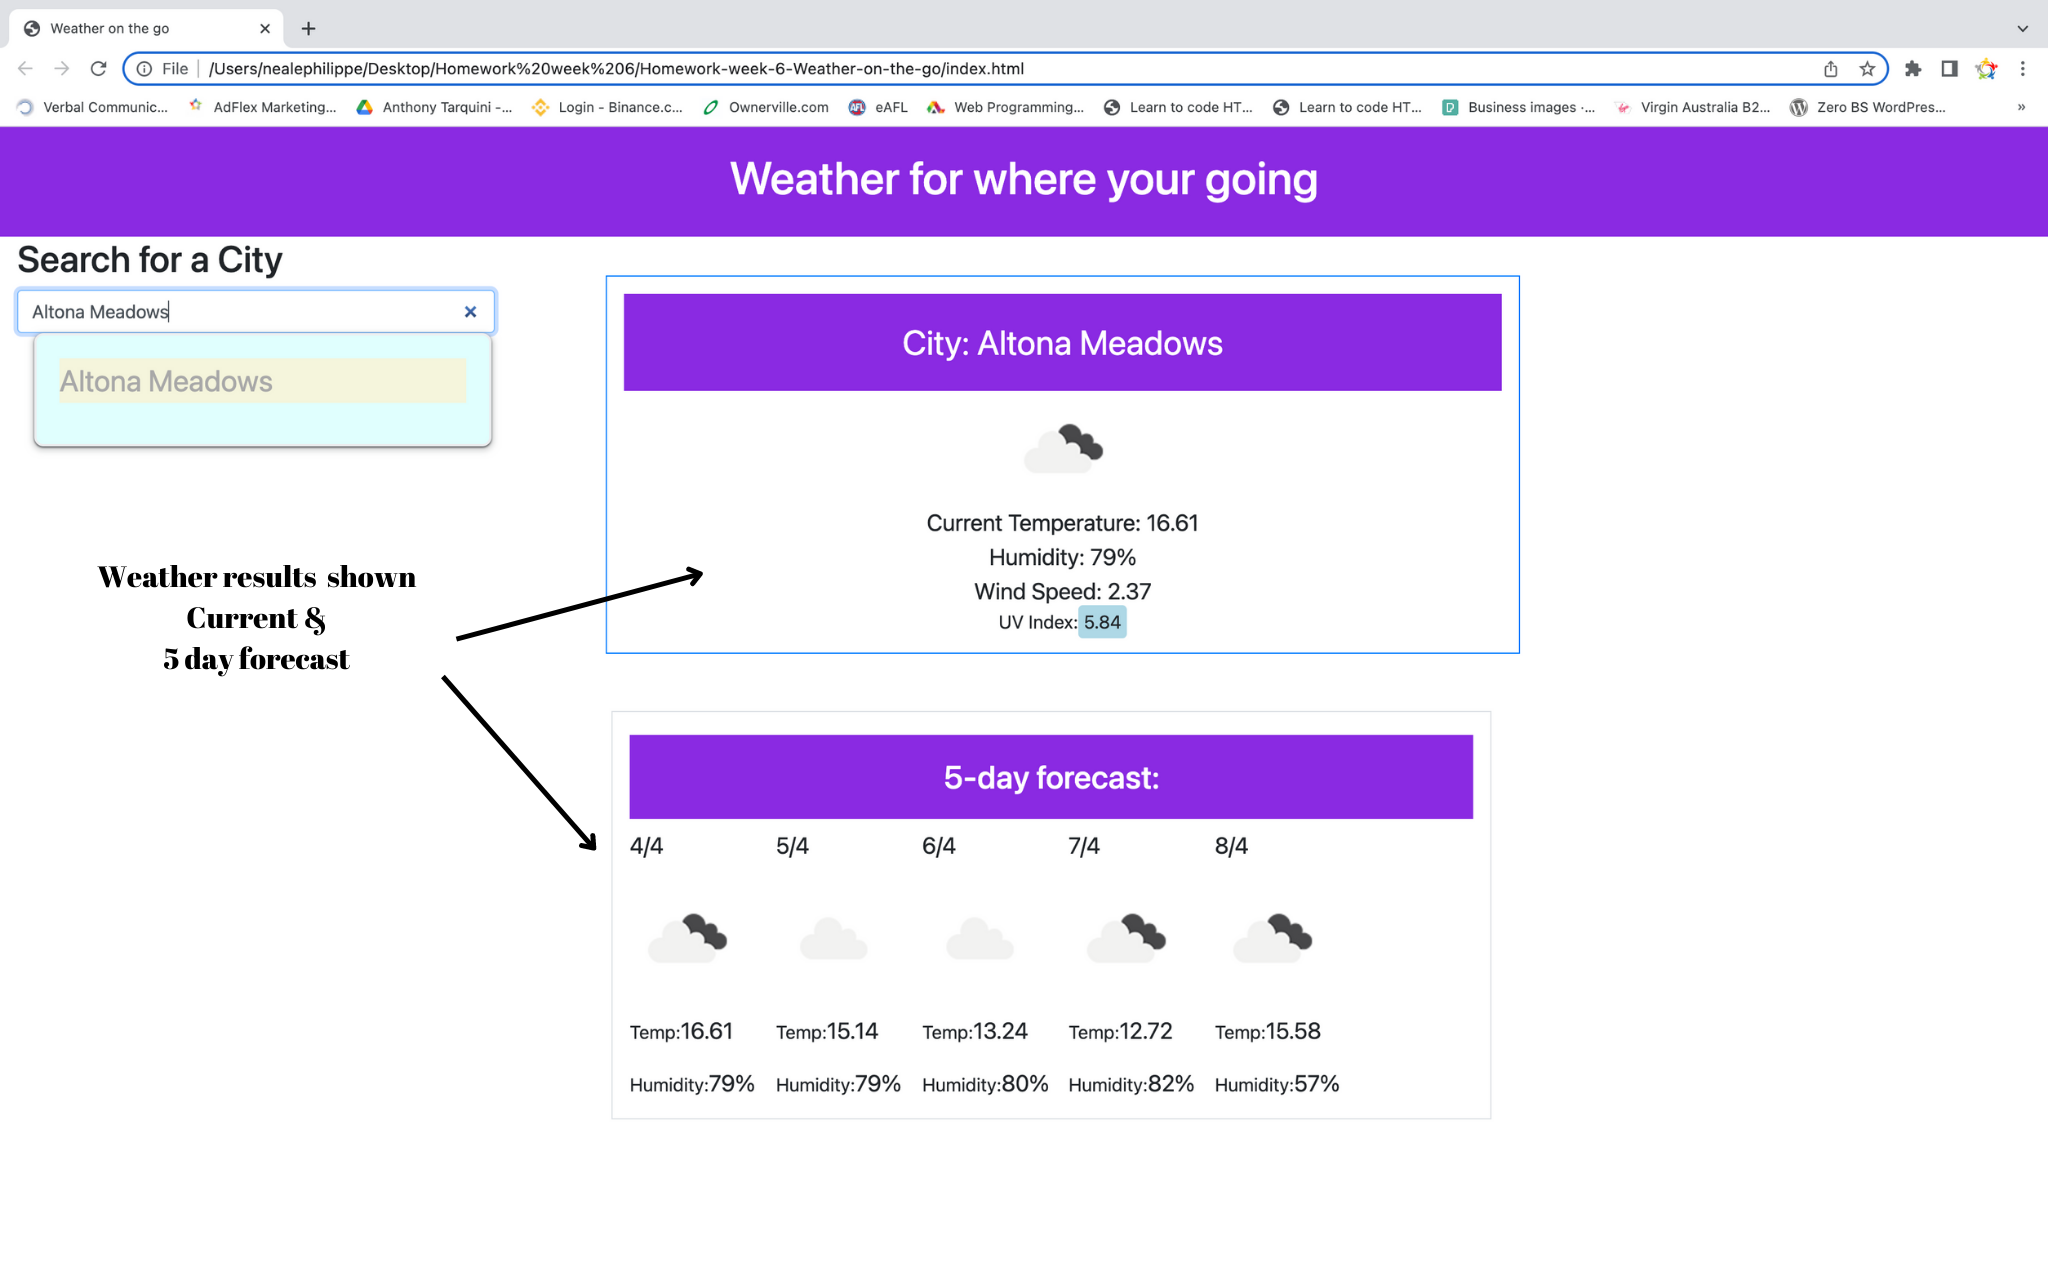 Weather on the go
File
/Users/nealephilippe/Desktop/Homework%20week%206/Homework-week-6-Weather-on-the-go/index.html
Verbal Communic... AdFlex Marketing... Anthony Tarquini -... Login - Binance.c... Ownerville.com eAFL Web Programming... Learn to code HT... Learn to code HT... Business images ·... Virgin Australia B2... Zero BS WordPres... »
Weather for where your going
Search for a City
Altona Meadows
Altona Meadows
City: Altona Meadows
Current Temperature: 16.61
Humidity: 79%
Wind Speed: 2.37
UV Index: 5.84
Weather results shown
Current &
5 day forecast
5-day forecast:
4/4 5/4 6/4 7/4 8/4
Temp:16.61 Temp:15.14 Temp:13.24 Temp:12.72 Temp:15.58
Humidity:79% Humidity:79% Humidity:80% Humidity:82% Humidity:57%